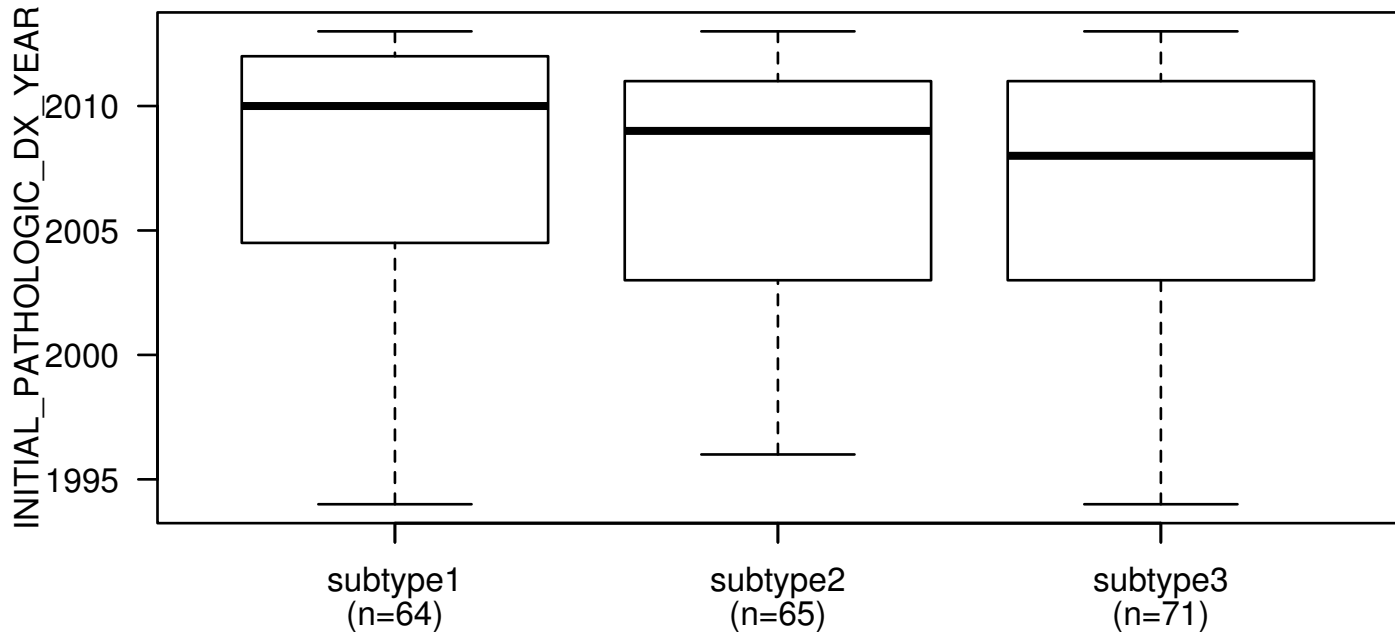 INITIAL_PATHOLOGIC_DX_YEAR
2010
2005
2000
1995
subtype1
(n=64)
subtype2
(n=65)
subtype3
(n=71)